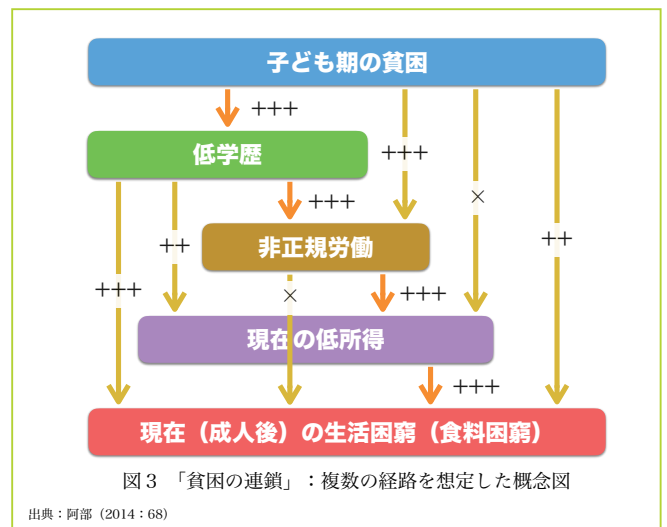 子ども期の貧困
+++
低学歴
+++
×
+++
++
++
非正規労働
+++
×
+++
現在の低所得
+++
現在（成人後）の生活困窮（食料困窮）
図３ 「貧困の連鎖」：複数の経路を想定した概念図
出典：阿部（2014：68）